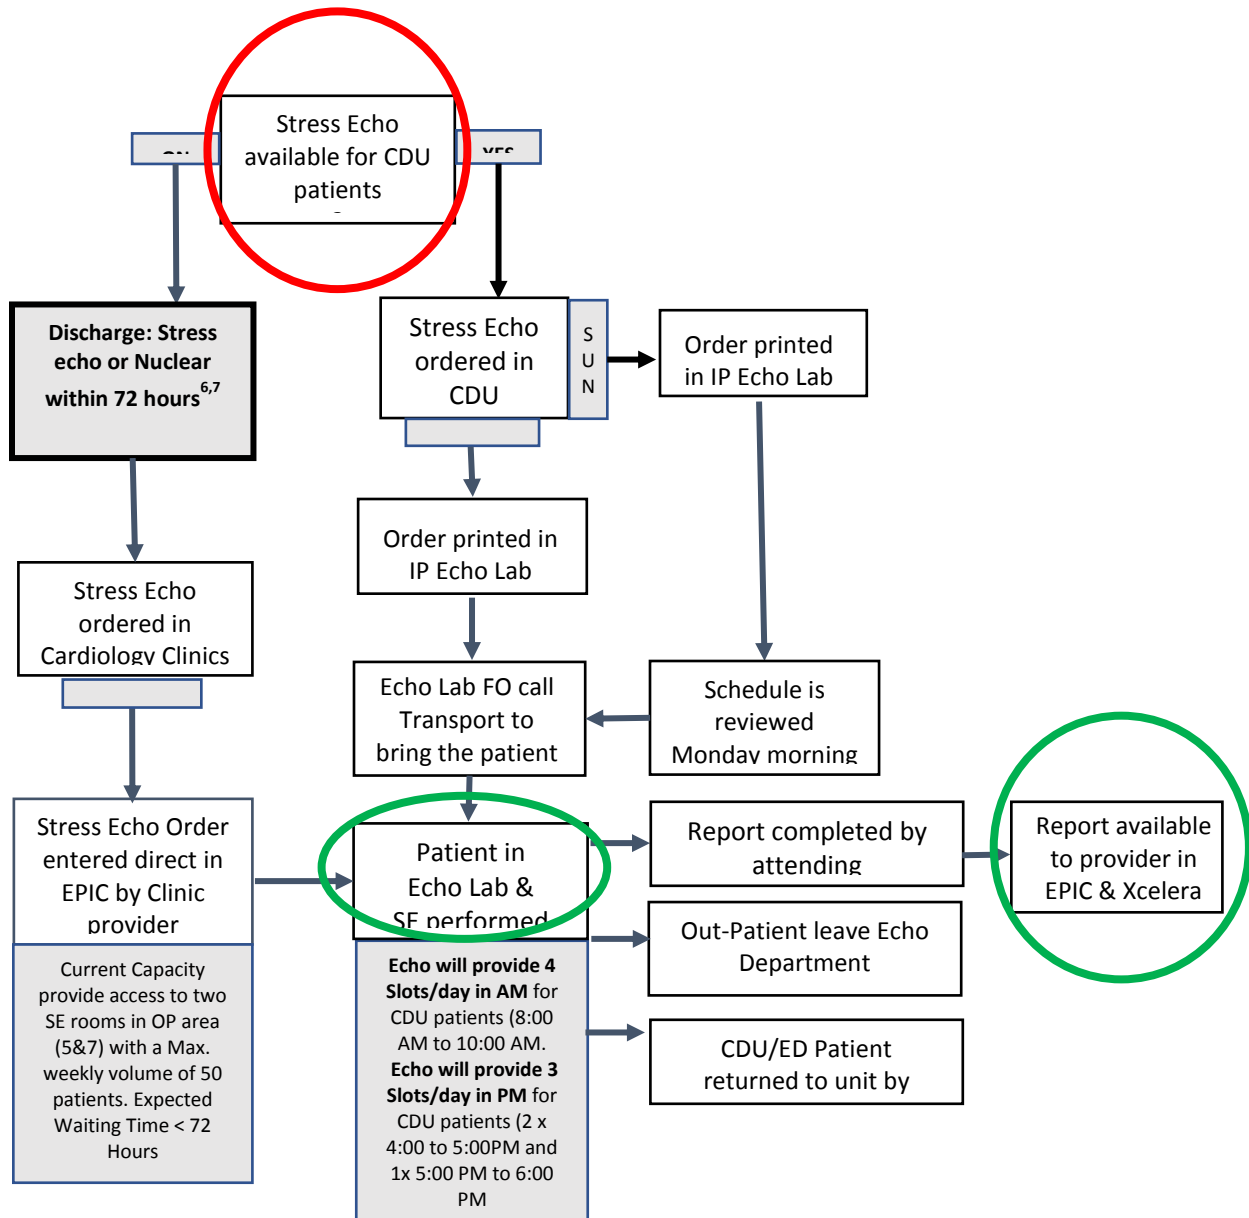 Stress Echo
available for CDU
patients
YES
Discharge: Stress
echo or Nuclear
within 72 hours6,7
Stress Echo
ordered in
CDU
S
U
N
Order printed
in IP Echo Lab
Order printed in
IP Echo Lab
Stress Echo
ordered in
Cardiology Clinics
Echo Lab FO call
Transport to
bring the patient
Schedule is
reviewed
Monday morning
Stress Echo Order
entered direct in
EPIC by Clinic
provider
Patient in
Echo Lab &
SE performed
Report completed by
attending
Report available
to provider in
EPIC & Xcelera
Out-Patient leave Echo
Department
CDU/ED Patient
returned to unit by
Current Capacity
provide access to two
SE rooms in OP area
(5&7) with a Max.
weekly volume of 50
patients. Expected
Waiting Time < 72
Hours
Echo will provide 4
Slots/day in AM for
CDU patients (8:00
AM to 10:00 AM.
Echo will provide 3
Slots/day in PM for
CDU patients (2 x
4:00 to 5:00PM and
1x 5:00 PM to 6:00
PM